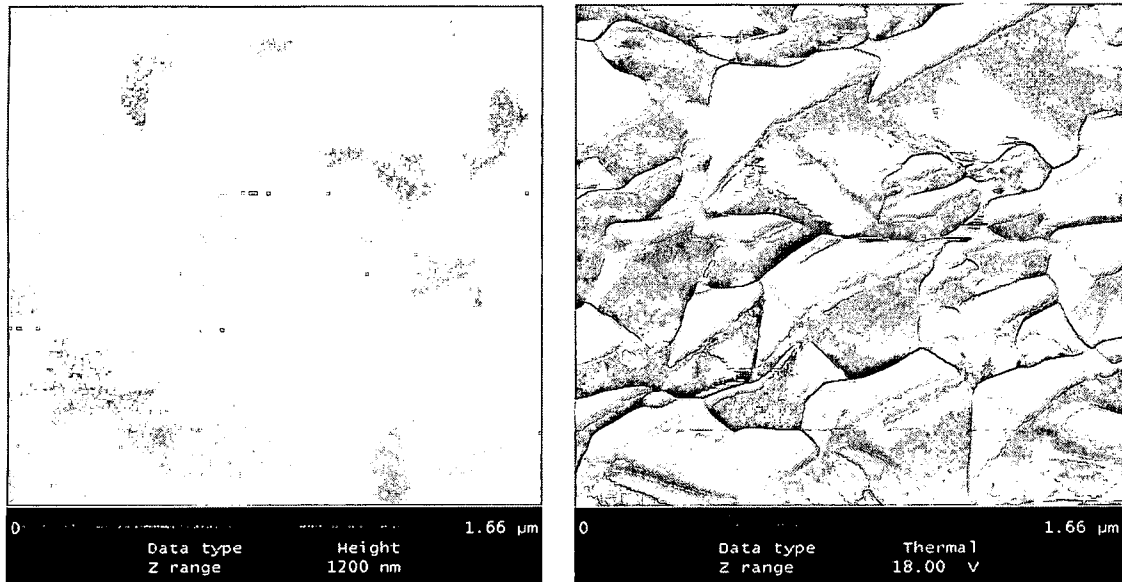 0 1.66 µm
Data type Height
Z range 1200 nm
0 1.66 µm
Data type Thermal
Z range 18.00 V